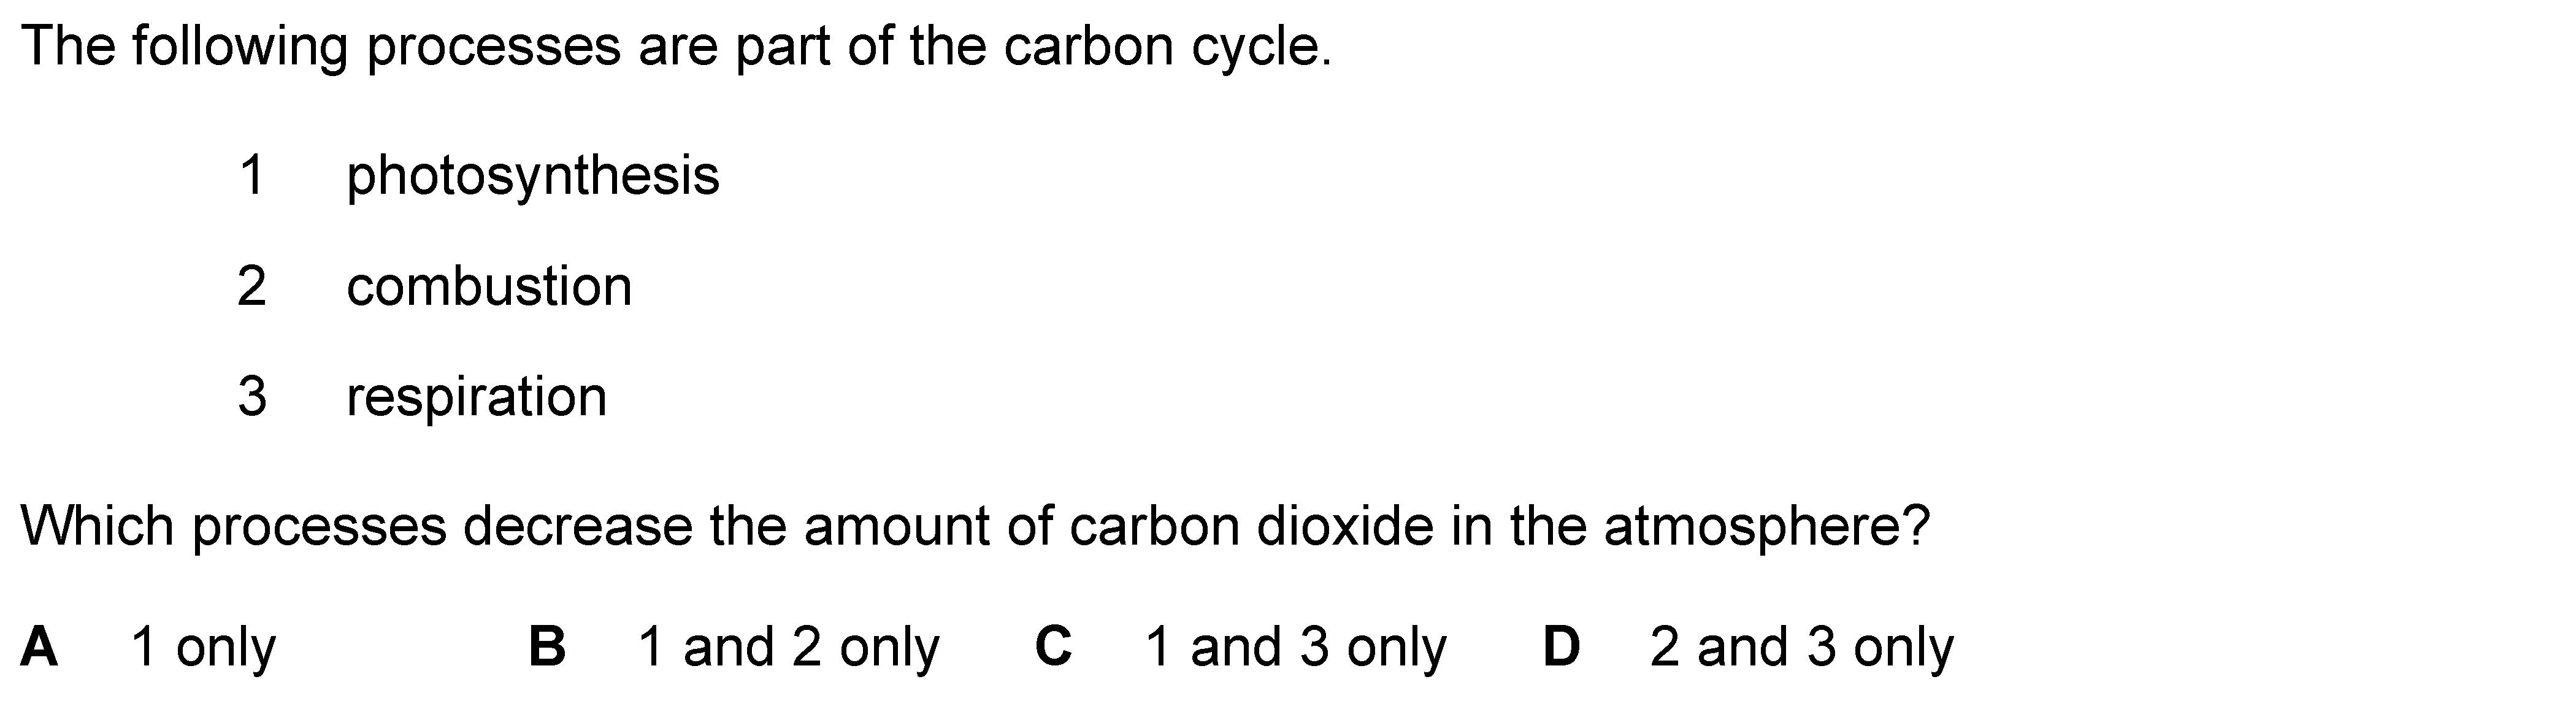 The following processes are part of the carbon cycle.
1 photosynthesis
2 combustion
3 respiration
Which processes decrease the amount of carbon dioxide in the atmosphere?
A 1 only B 1 and 2 only C 1 and 3 only D 2 and 3 only